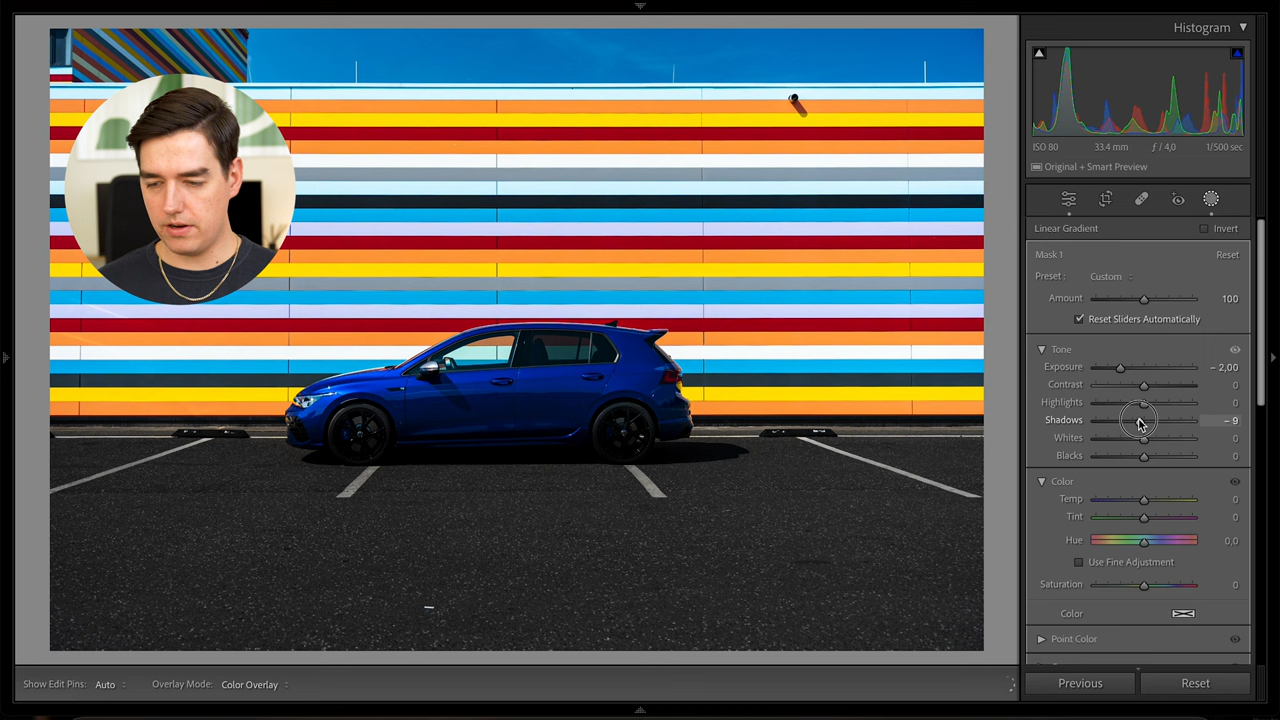 Histogram
ISO 80 33.4 mm ƒ / 4,0 1/500 sec
Original + Smart Preview
Linear Gradient Invert
Mask 1 Reset
Preset : Custom
Amount 100
Reset Sliders Automatically
Tone
Exposure – 2,00
Contrast 0
Highlights 0
Shadows – 9
Whites 0
Blacks 0
Color
Temp 0
Tint 0
Hue 0,0
Use Fine Adjustment
Saturation 0
Color
Point Color
Show Edit Pins: Auto Overlay Mode: Color Overlay
Previous Reset